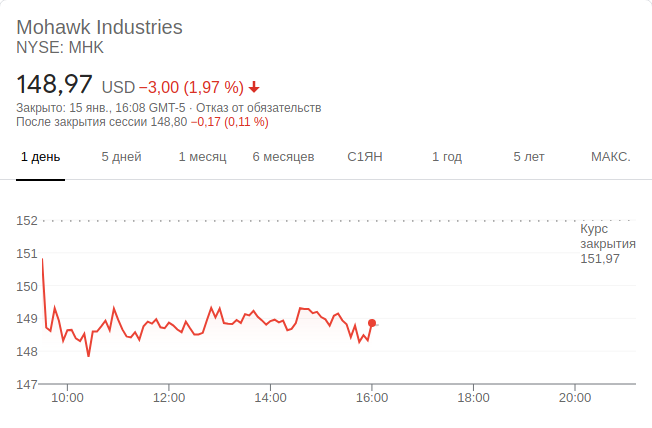 Mohawk Industries
NYSE: MHK
148,97 USD −3,00 (1,97 %)
Закрыто: 15 янв., 16:08 GMT-5 · Отказ от обязательств
После закрытия сессии 148,80 −0,17 (0,11 %)
1 день 5 дней 1 месяц 6 месяцев С1ЯН 1 год 5 лет МАКС.
152
Курс
закрытия
151,97
151
150
149
148
147
10:00 12:00 14:00 16:00 18:00 20:00